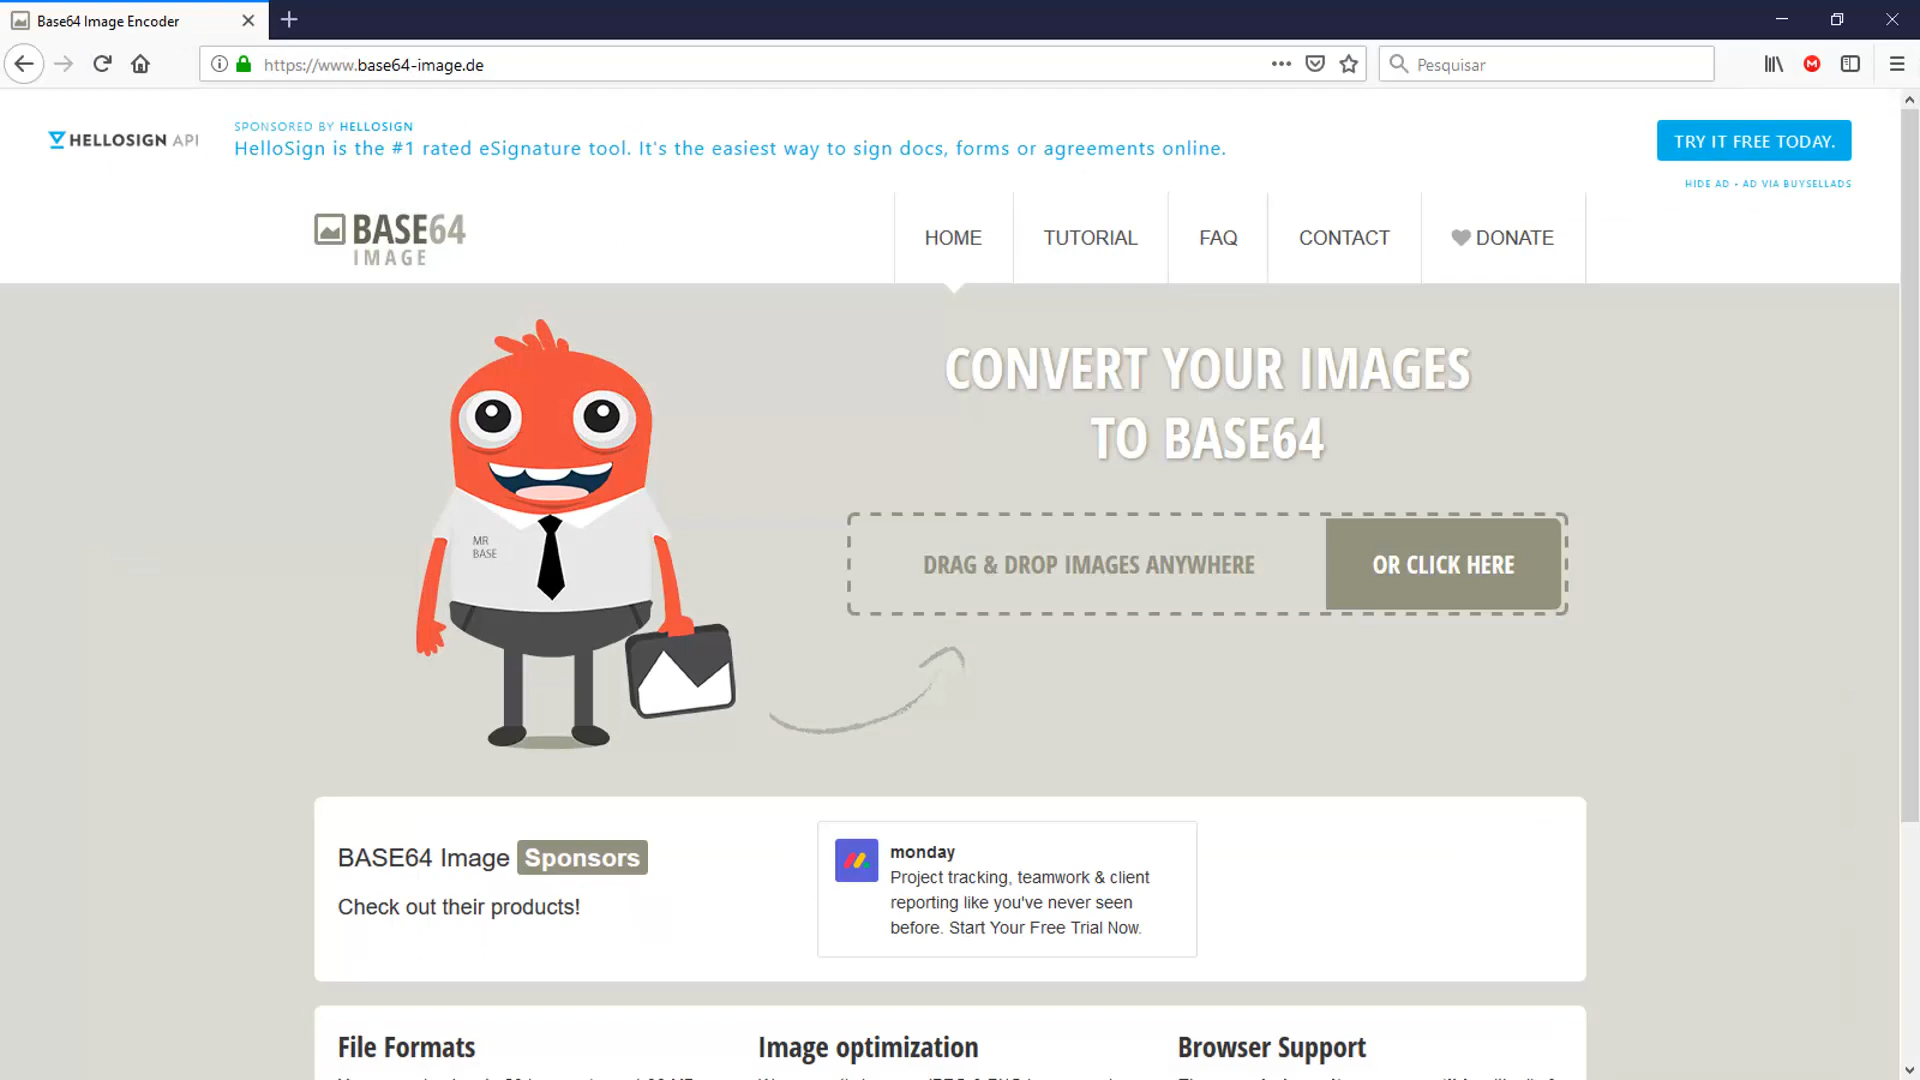 Base64 Image Encoder
https://www.base64-image.de
Pesquisar
HELLOSIGN API
SPONSORED BY HELLOSIGN
HelloSign is the #1 rated eSignature tool. It's the easiest way to sign docs, forms or agreements online.
TRY IT FREE TODAY.
HIDE AD • AD VIA BUYSELLADS
BASE64
IMAGE
HOME
TUTORIAL
FAQ
CONTACT
DONATE
CONVERT YOUR IMAGES
TO BASE64
MR
BASE
DRAG & DROP IMAGES ANYWHERE
OR CLICK HERE
BASE64 Image Sponsors
Check out their products!
monday
Project tracking, teamwork & client
reporting like you've never seen
before. Start Your Free Trial Now.
File Formats
Image optimization
Browser Support